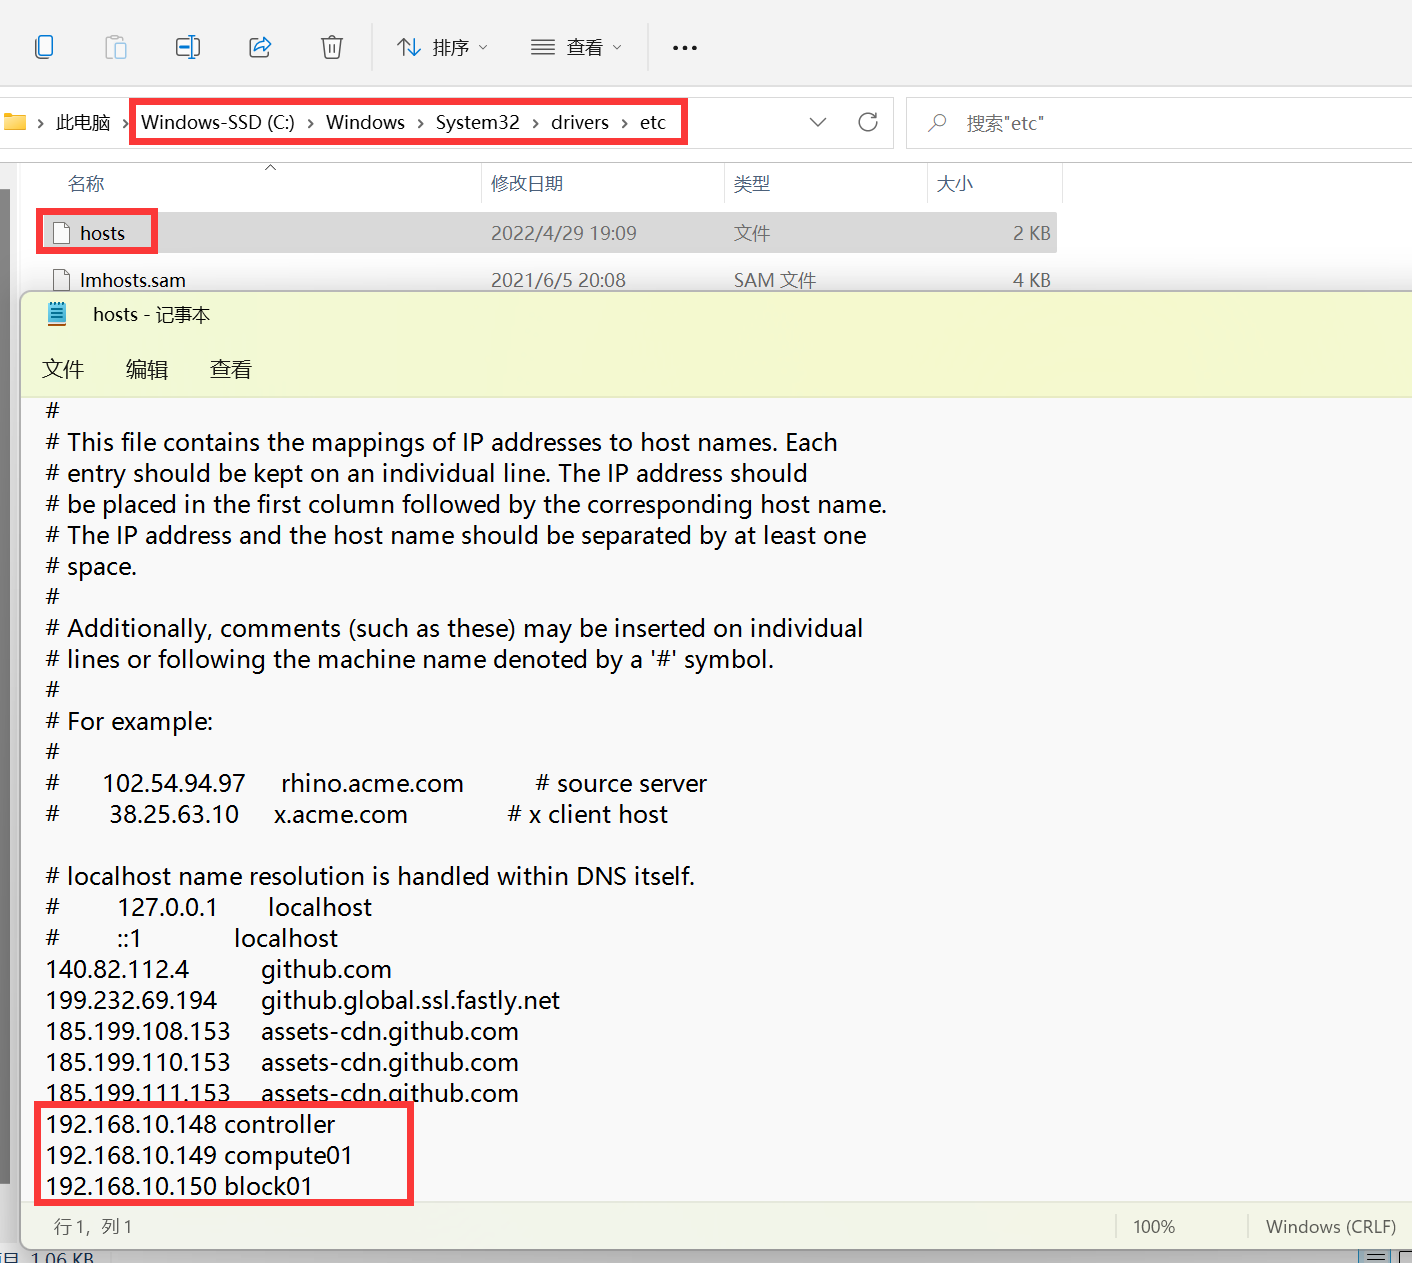 排序 查看
此电脑 Windows-SSD (C:) Windows System32 drivers etc 搜索"etc"
名称 修改日期 类型 大小
hosts 2022/4/29 19:09 文件 2 KB
lmhosts.sam 2021/6/5 20:08 SAM 文件 4 KB
hosts - 记事本
文件 编辑 查看
#
# This file contains the mappings of IP addresses to host names. Each
# entry should be kept on an individual line. The IP address should
# be placed in the first column followed by the corresponding host name.
# The IP address and the host name should be separated by at least one
# space.
#
# Additionally, comments (such as these) may be inserted on individual
# lines or following the machine name denoted by a '#' symbol.
#
# For example:
#
# 102.54.94.97 rhino.acme.com # source server
# 38.25.63.10 x.acme.com # x client host
# localhost name resolution is handled within DNS itself.
# 127.0.0.1 localhost
# ::1 localhost
140.82.112.4 github.com
199.232.69.194 github.global.ssl.fastly.net
185.199.108.153 assets-cdn.github.com
185.199.110.153 assets-cdn.github.com
185.199.111.153 assets-cdn.github.com
192.168.10.148 controller
192.168.10.149 compute01
192.168.10.150 block01
行 1，列 1 100% Windows (CRLF)
1.06 KB